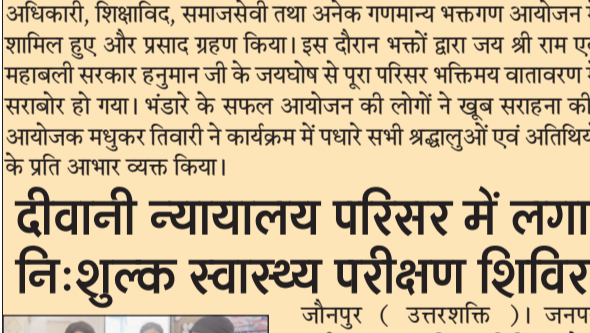 अधिकारी, शिक्षाविद, समाजसेवी तथा अनेक गणमान्य भक्तगण आयोजन
शामिल हुए और प्रसाद ग्रहण किया। इस दौरान भक्तों द्वारा जय श्री राम
महाबली सरकार हनुमान जी के जयघोष से पूरा परिसर भक्तिमय वातावरण
सराबोर हो गया। भंडारे के सफल आयोजन की लोगों ने खूब सराहना की
आयोजक मधुकर तिवारी ने कार्यक्रम में पधारे सभी श्रद्धालुओं एवं
के प्रति आभार व्यक्त किया।
दीवानी न्यायालय परिसर में लगा
निःशुल्क स्वास्थ्य परीक्षण शिविर
जौनपुर ( उत्तरशक्ति )।